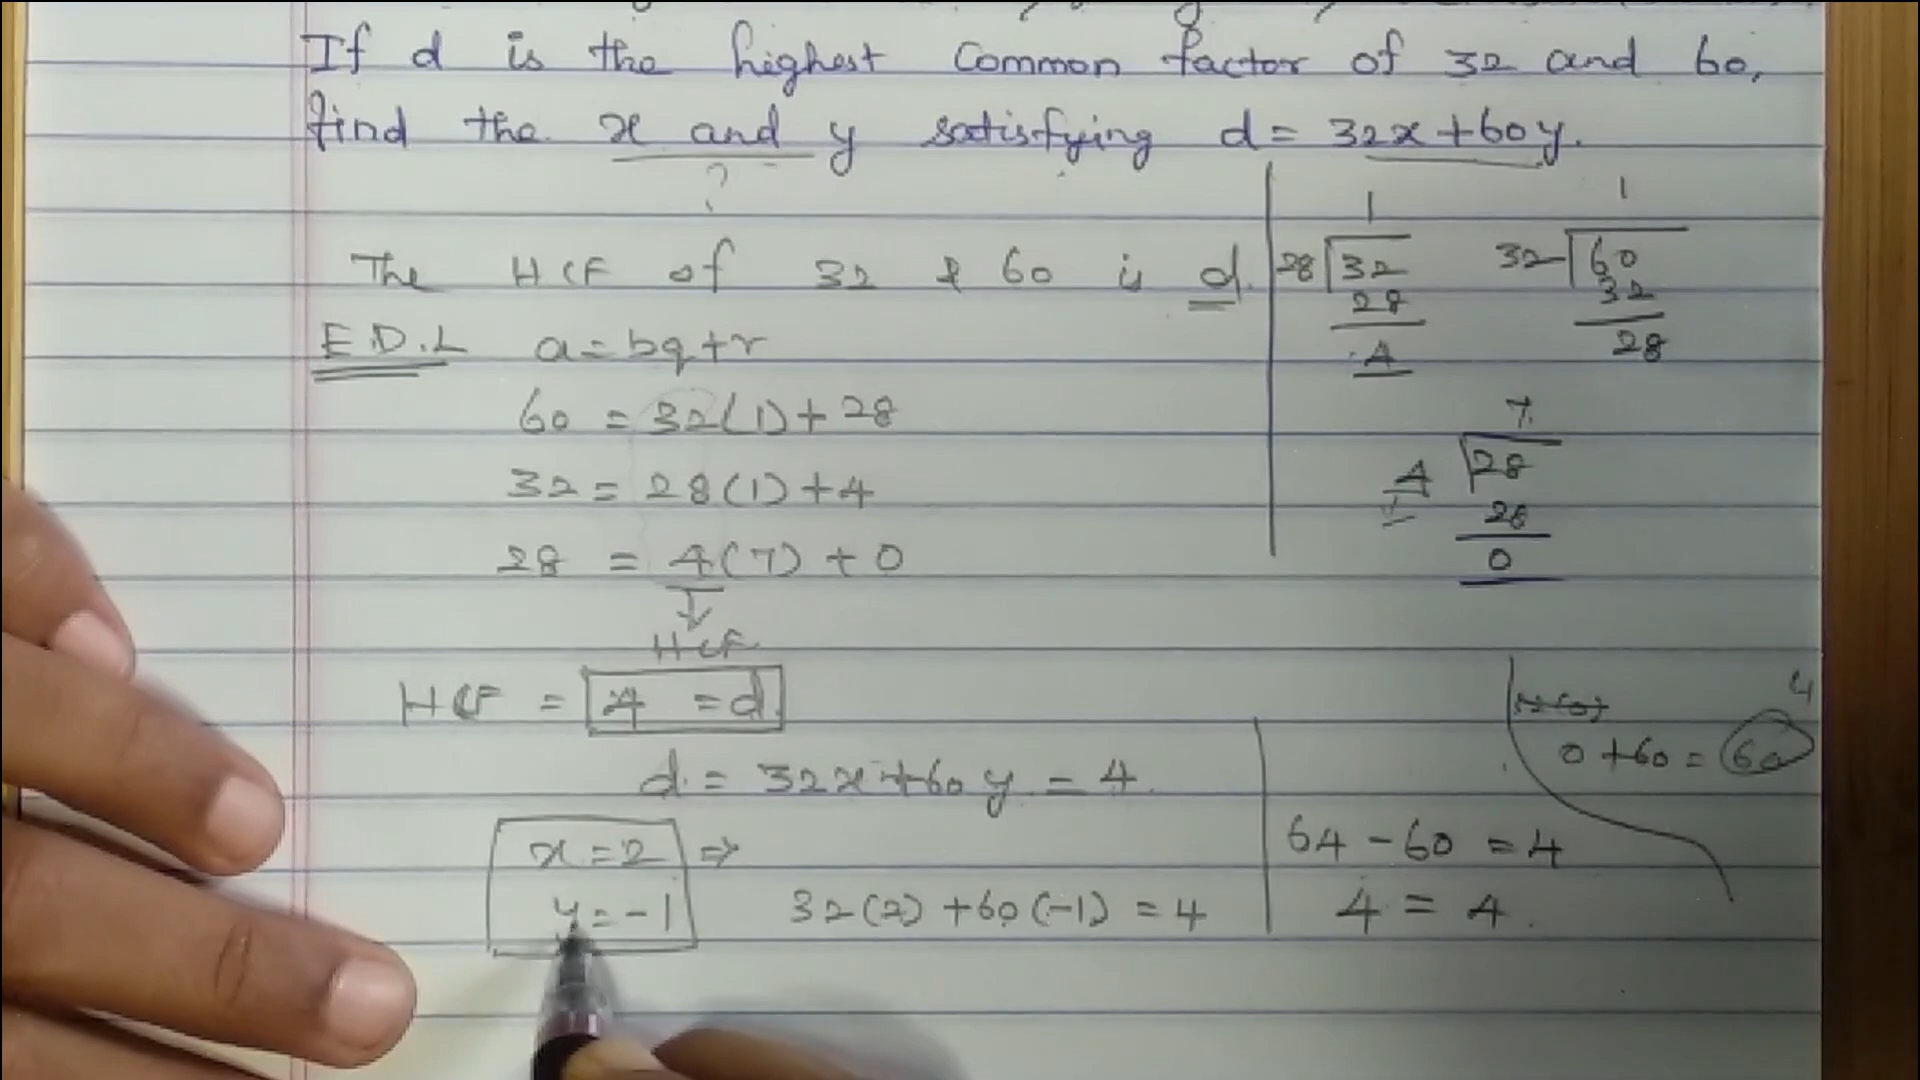 If d is the highest Common factor of 32 and 60,
find the x and y satisfying d = 32x + 60y.
?
The HCF of 32 & 60 is d.
E.D.L a = bq + r
60 = 32(1) + 28
32 = 28(1) + 4
28 = 4(7) + 0
HCF
HCF = 4 = d
d = 32x + 60y = 4
x = 2 ⇒
y = -1 32(2) + 60(-1) = 4
1
28 32
28
4
1
32 60
32
28
7
4 28
28
0
4
0 + 60 = 60
64 - 60 = 4
4 = 4.